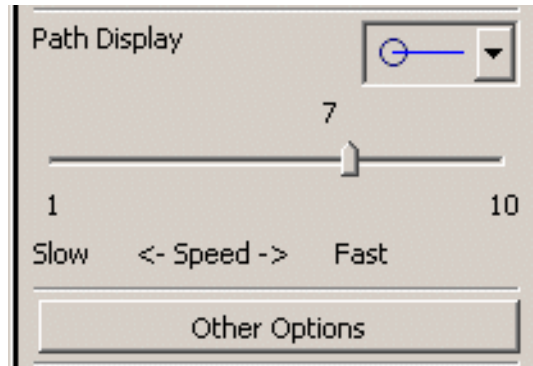 Path Display
7
1 10
Slow <- Speed -> Fast
Other Options